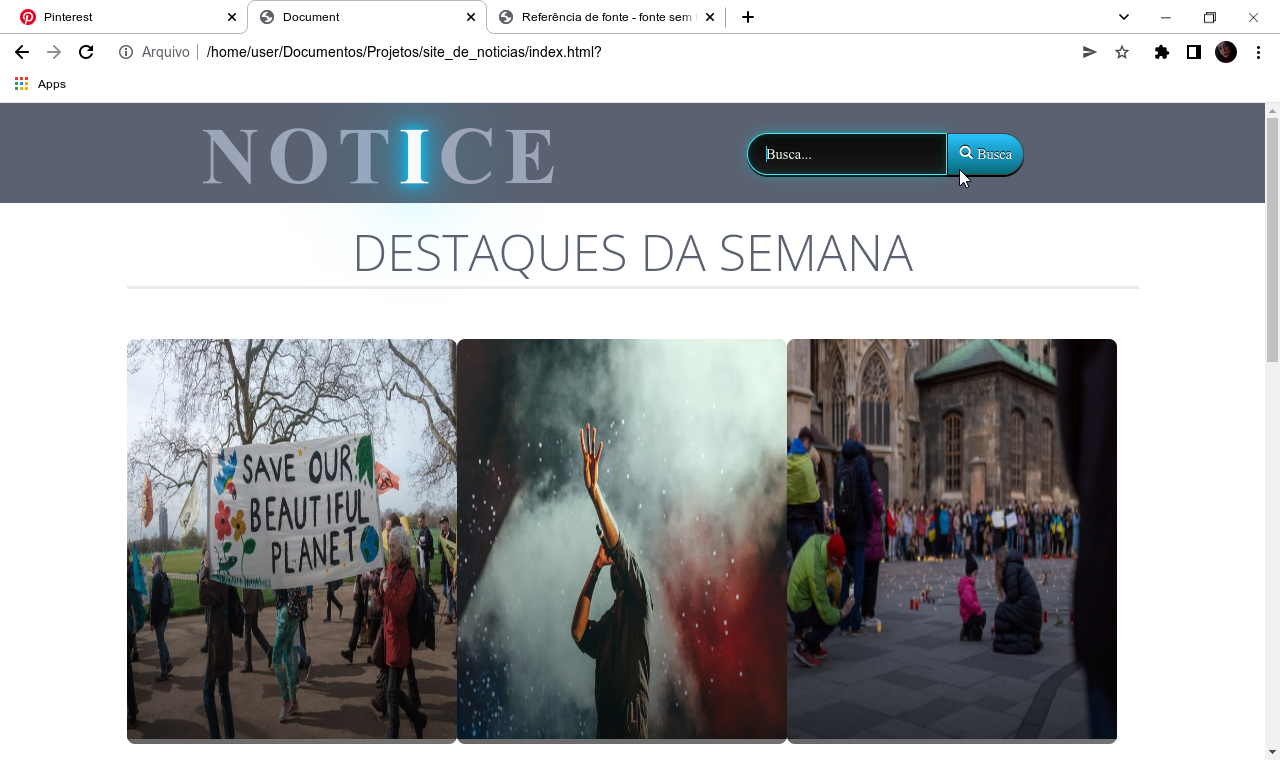 Pinterest
Document
Referência de fonte - fonte sem
Arquivo
/home/user/Documentos/Projetos/site_de_noticias/index.html?
Apps
NOTICE
Busca...
Busca
DESTAQUES DA SEMANA
SAVE OUR
BEAUTIFUL
PLANET